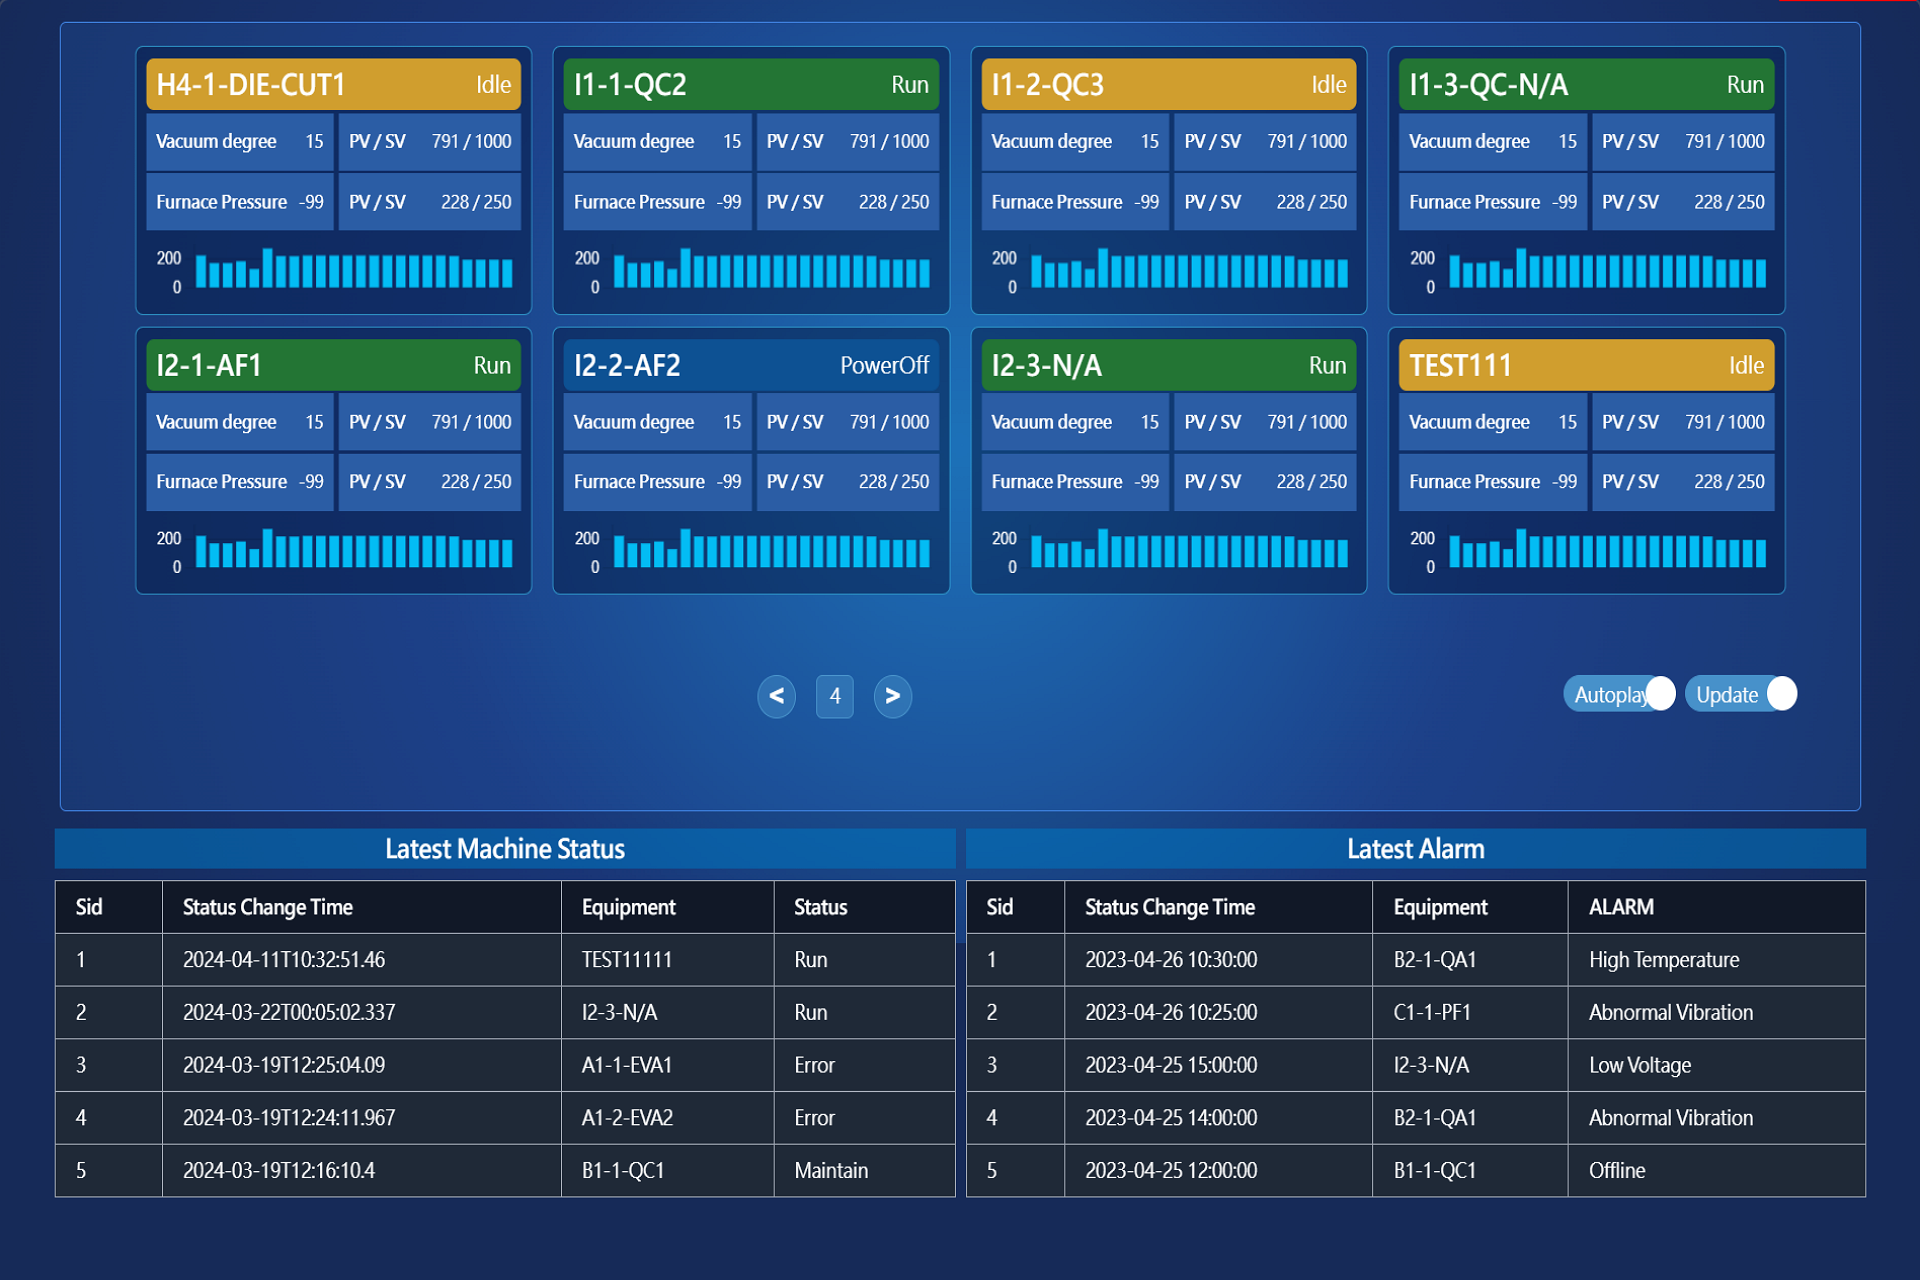 H4-1-DIE-CUT1 Idle
Vacuum degree 15 PV / SV 791 / 1000
Furnace Pressure -99 PV / SV 228 / 250
200
0
I1-1-QC2 Run
Vacuum degree 15 PV / SV 791 / 1000
Furnace Pressure -99 PV / SV 228 / 250
200
0
I1-2-QC3 Idle
Vacuum degree 15 PV / SV 791 / 1000
Furnace Pressure -99 PV / SV 228 / 250
200
0
I1-3-QC-N/A Run
Vacuum degree 15 PV / SV 791 / 1000
Furnace Pressure -99 PV / SV 228 / 250
200
0
I2-1-AF1 Run
Vacuum degree 15 PV / SV 791 / 1000
Furnace Pressure -99 PV / SV 228 / 250
200
0
I2-2-AF2 PowerOff
Vacuum degree 15 PV / SV 791 / 1000
Furnace Pressure -99 PV / SV 228 / 250
200
0
I2-3-N/A Run
Vacuum degree 15 PV / SV 791 / 1000
Furnace Pressure -99 PV / SV 228 / 250
200
0
TEST111 Idle
Vacuum degree 15 PV / SV 791 / 1000
Furnace Pressure -99 PV / SV 228 / 250
200
0
< 4 >
Autoplay Update
Latest Machine Status
Sid Status Change Time Equipment Status
1 2024-04-11T10:32:51.46 TEST11111 Run
2 2024-03-22T00:05:02.337 I2-3-N/A Run
3 2024-03-19T12:25:04.09 A1-1-EVA1 Error
4 2024-03-19T12:24:11.967 A1-2-EVA2 Error
5 2024-03-19T12:16:10.4 B1-1-QC1 Maintain
Latest Alarm
Sid Status Change Time Equipment ALARM
1 2023-04-26 10:30:00 B2-1-QA1 High Temperature
2 2023-04-26 10:25:00 C1-1-PF1 Abnormal Vibration
3 2023-04-25 15:00:00 I2-3-N/A Low Voltage
4 2023-04-25 14:00:00 B2-1-QA1 Abnormal Vibration
5 2023-04-25 12:00:00 B1-1-QC1 Offline